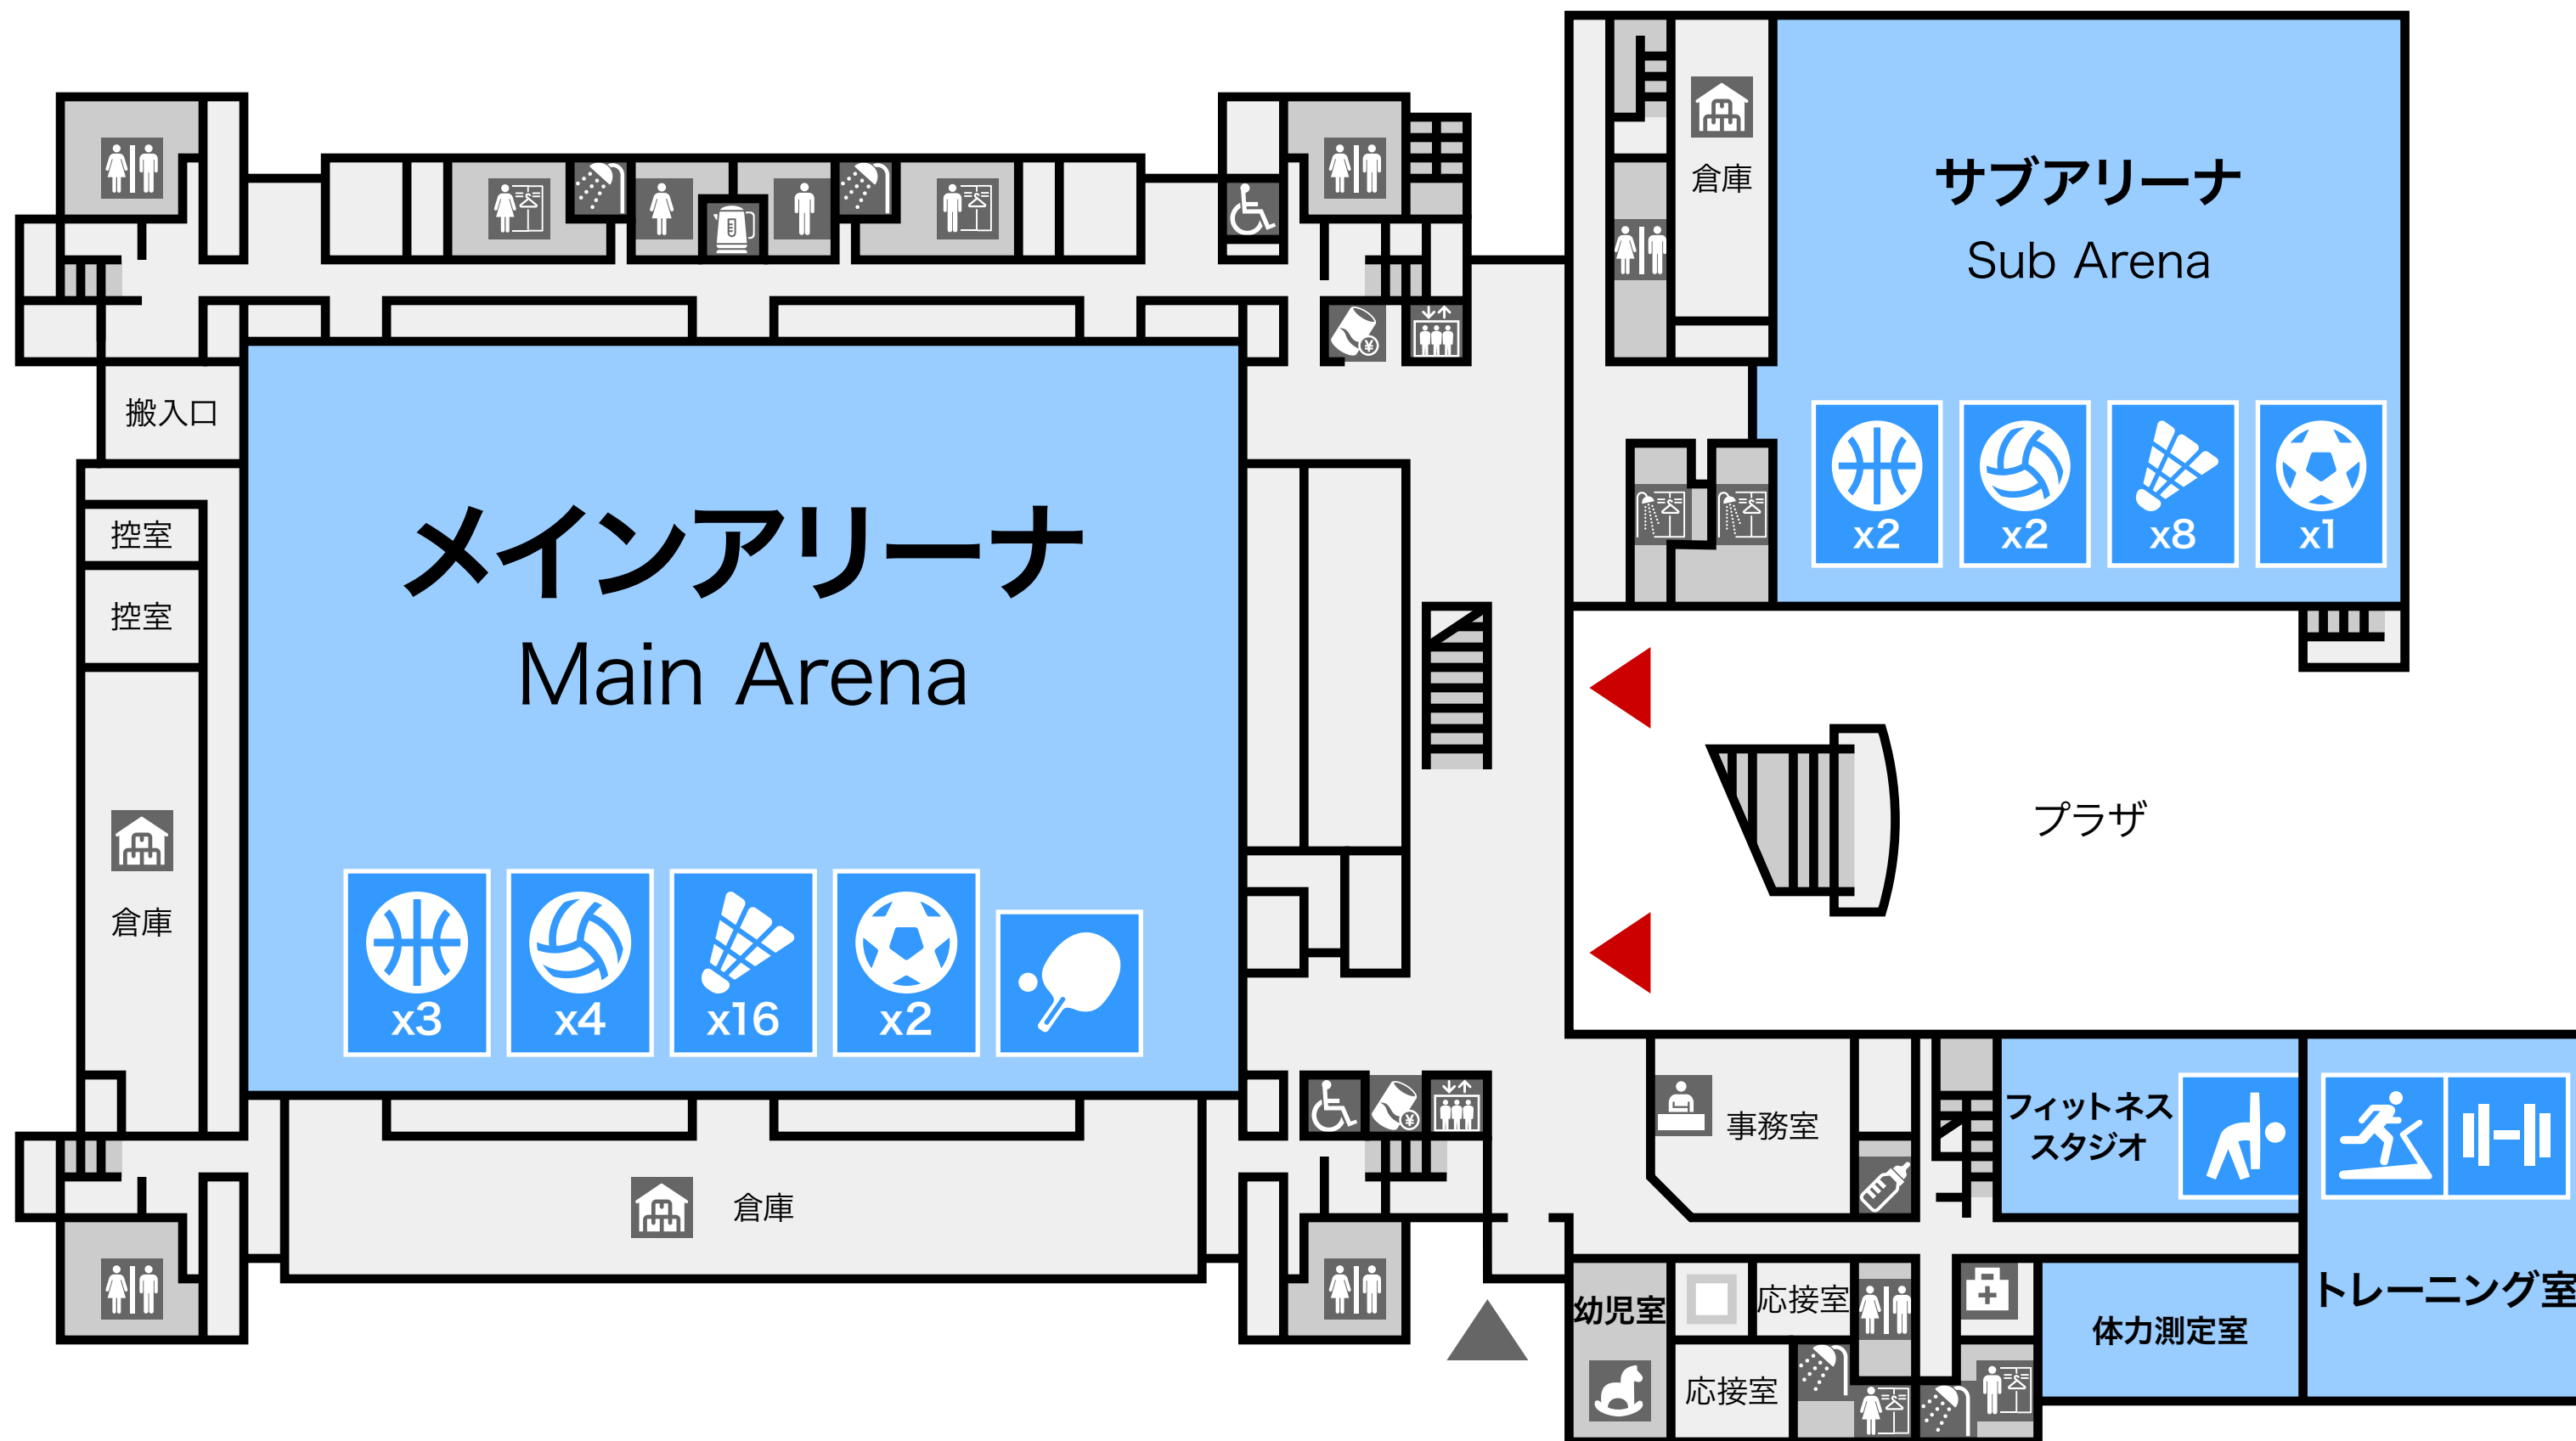 倉庫
サブアリーナ
Sub Arena
x2
x2
x8
x1
搬入口
控室
控室
倉庫
メインアリーナ
Main Arena
x3
x4
x16
x2
プラザ
倉庫
事務室
フィットネス
スタジオ
トレーニング室
幼児室
応接室
応接室
体力測定室